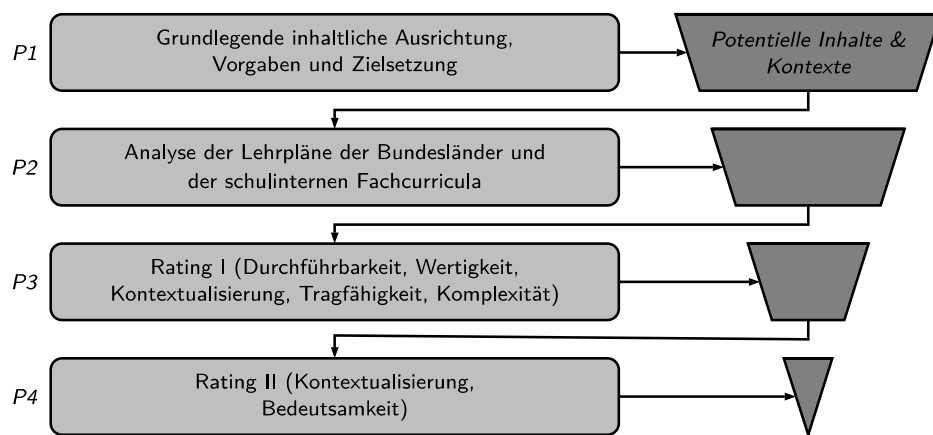 P1
Grundlegende inhaltliche Ausrichtung,
Vorgaben und Zielsetzung
Potentielle Inhalte &
Kontexte
P2
Analyse der Lehrpläne der Bundesländer und
der schulinternen Fachcurricula
P3
Rating I (Durchführbarkeit, Wertigkeit,
Kontextualisierung, Tragfähigkeit, Komplexität)
P4
Rating II (Kontextualisierung,
Bedeutsamkeit)